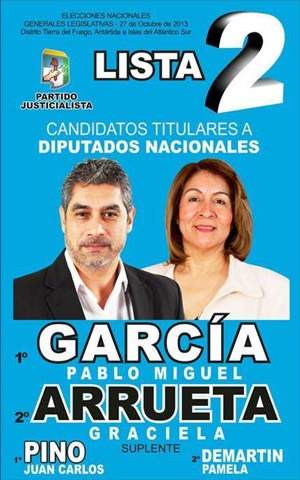 ELECCIONES NACIONALES
GENERALES LEGISLATIVAS - 27 de Octubre de 2013
Distrito Tierra del Fuego, Antártida e Islas del Atlántico Sur
PARTIDO
JUSTICIALISTA
LISTA 2
CANDIDATOS TITULARES A
DIPUTADOS NACIONALES
1º GARCÍA
PABLO MIGUEL
2º ARRUETA
GRACIELA
SUPLENTE
1º PINO
JUAN CARLOS
2º DEMARTIN
PAMELA